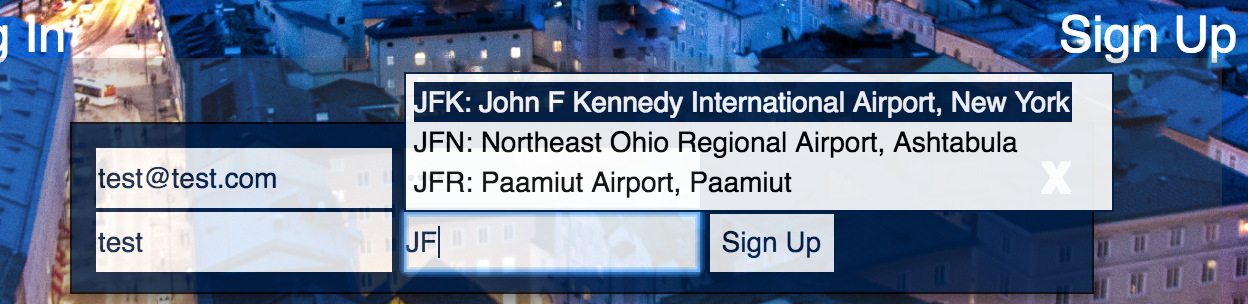 g In
Sign Up
JFK: John F Kennedy International Airport, New York
JFN: Northeast Ohio Regional Airport, Ashtabula
JFR: Paamiut Airport, Paamiut
x
test@test.com
test
JF
Sign Up